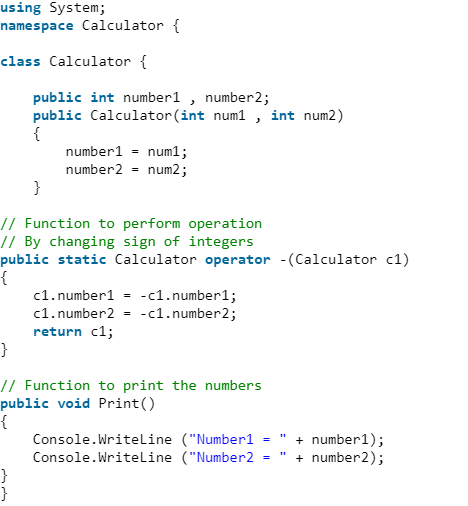 using System;
namespace Calculator {
class Calculator {
public int number1 , number2;
public Calculator(int num1 , int num2)
{
number1 = num1;
number2 = num2;
}
// Function to perform operation
// By changing sign of integers
public static Calculator operator -(Calculator c1)
{
c1.number1 = -c1.number1;
c1.number2 = -c1.number2;
return c1;
}
// Function to print the numbers
public void Print()
{
Console.WriteLine ("Number1 = " + number1);
Console.WriteLine ("Number2 = " + number2);
}
}